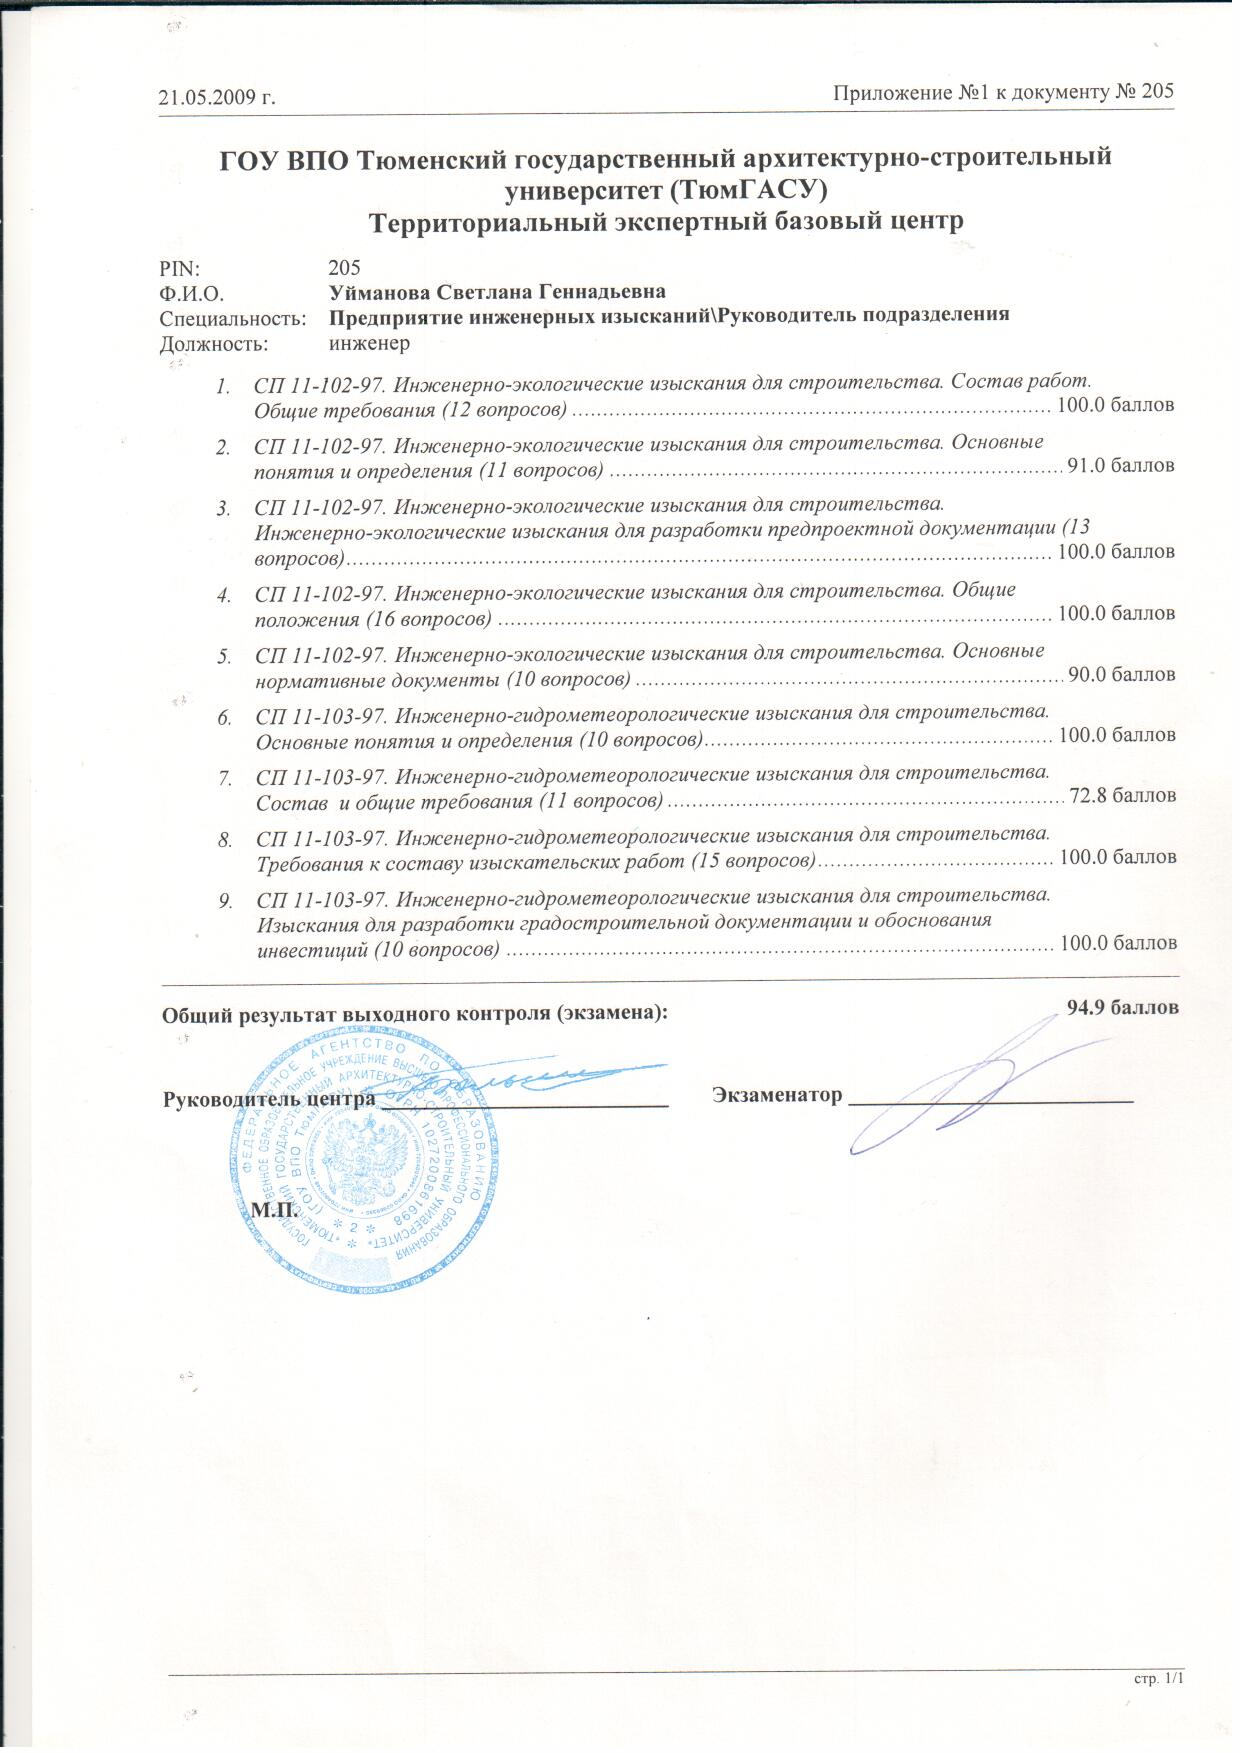 21.05.2009 г.
Приложение №1 к документу № 205
ГОУ ВПО Тюменский государственный архитектурно-строительный
университет (ТюмГАСУ)
Территориальный экспертный базовый центр
PIN: 205
Ф.И.О. Уйманова Светлана Геннадьевна
Специальность: Предприятие инженерных изысканий\Руководитель подразделения
Должность: инженер
1. СП 11-102-97. Инженерно-экологические изыскания для строительства. Состав работ.
Общие требования (12 вопросов) ........ 100.0 баллов
2. СП 11-102-97. Инженерно-экологические изыскания для строительства. Основные
понятия и определения (11 вопросов) ........ 91.0 баллов
3. СП 11-102-97. Инженерно-экологические изыскания для строительства.
Инженерно-экологические изыскания для разработки предпроектной документации (13
вопросов) ........ 100.0 баллов
4. СП 11-102-97. Инженерно-экологические изыскания для строительства. Общие
положения (16 вопросов) ........ 100.0 баллов
5. СП 11-102-97. Инженерно-экологические изыскания для строительства. Основные
нормативные документы (10 вопросов) ........ 90.0 баллов
6. СП 11-103-97. Инженерно-гидрометеорологические изыскания для строительства.
Основные понятия и определения (10 вопросов) ........ 100.0 баллов
7. СП 11-103-97. Инженерно-гидрометеорологические изыскания для строительства.
Состав и общие требования (11 вопросов) ........ 72.8 баллов
8. СП 11-103-97. Инженерно-гидрометеорологические изыскания для строительства.
Требования к составу изыскательских работ (15 вопросов) ........ 100.0 баллов
9. СП 11-103-97. Инженерно-гидрометеорологические изыскания для строительства.
Изыскания для разработки градостроительной документации и обоснования
инвестиций (10 вопросов) ........ 100.0 баллов
Общий результат выходного контроля (экзамена): 94.9 баллов
Руководитель центра
Экзаменатор
М.П.
ФЕДЕРАЛЬНОЕ АГЕНТСТВО ПО ОБРАЗОВАНИЮ
ГОСУДАРСТВЕННОЕ ОБРАЗОВАТЕЛЬНОЕ УЧРЕЖДЕНИЕ ВЫСШЕГО ПРОФЕССИОНАЛЬНОГО ОБРАЗОВАНИЯ
*ТЮМЕНСКИЙ ГОСУДАРСТВЕННЫЙ АРХИТЕКТУРНО-СТРОИТЕЛЬНЫЙ УНИВЕРСИТЕТ*
(ГОУ ВПО ТюмГАСУ) * ОГРН 1027200861698
* 2 *
стр. 1/1